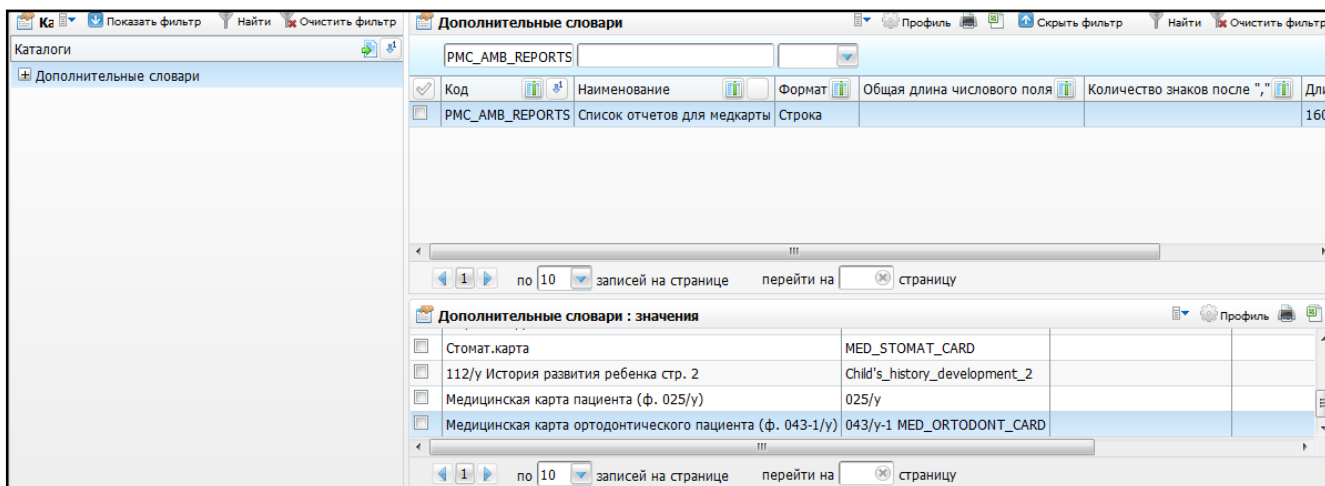 Ка Показать фильтр Найти Очистить фильтр
Каталоги
Дополнительные словари
Дополнительные словари Профиль Скрыть фильтр Найти Очистить фильтр
PMC_AMB_REPORTS
Код Наименование Формат Общая длина числового поля Количество знаков после "," Дли
PMC_AMB_REPORTS Список отчетов для медкарты Строка 160
1 по 10 записей на странице перейти на страницу
Дополнительные словари : значения Профиль
Стомат.карта MED_STOMAT_CARD
112/у История развития ребенка стр. 2 Child's_history_development_2
Медицинская карта пациента (ф. 025/у) 025/у
Медицинская карта ортодонтического пациента (ф. 043-1/у) 043/у-1 MED_ORTODONT_CARD
1 по 10 записей на странице перейти на страницу